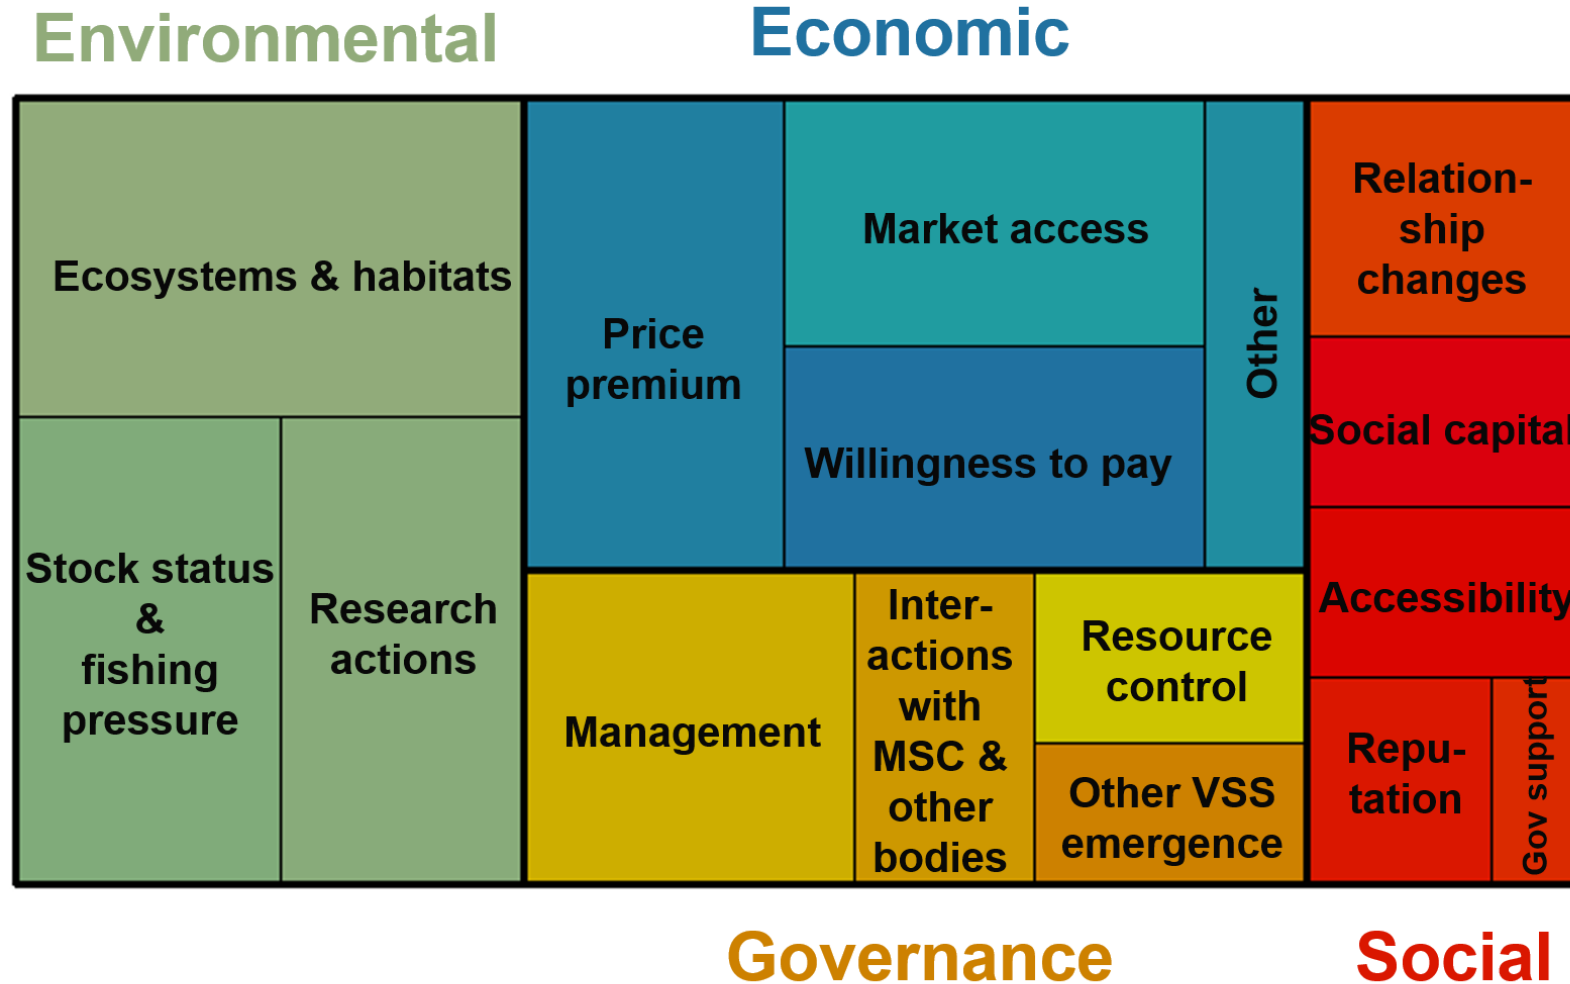 Environmental
Economic
Ecosystems & habitats
Stock status
&
fishing
pressure
Research
actions
Price
premium
Market access
Willingness to pay
Other
Management
Inter-
actions
with
MSC &
other
bodies
Resource
control
Other VSS
emergence
Relation-
ship
changes
Social capital
Accessibility
Repu-
tation
Gov support
Governance
Social